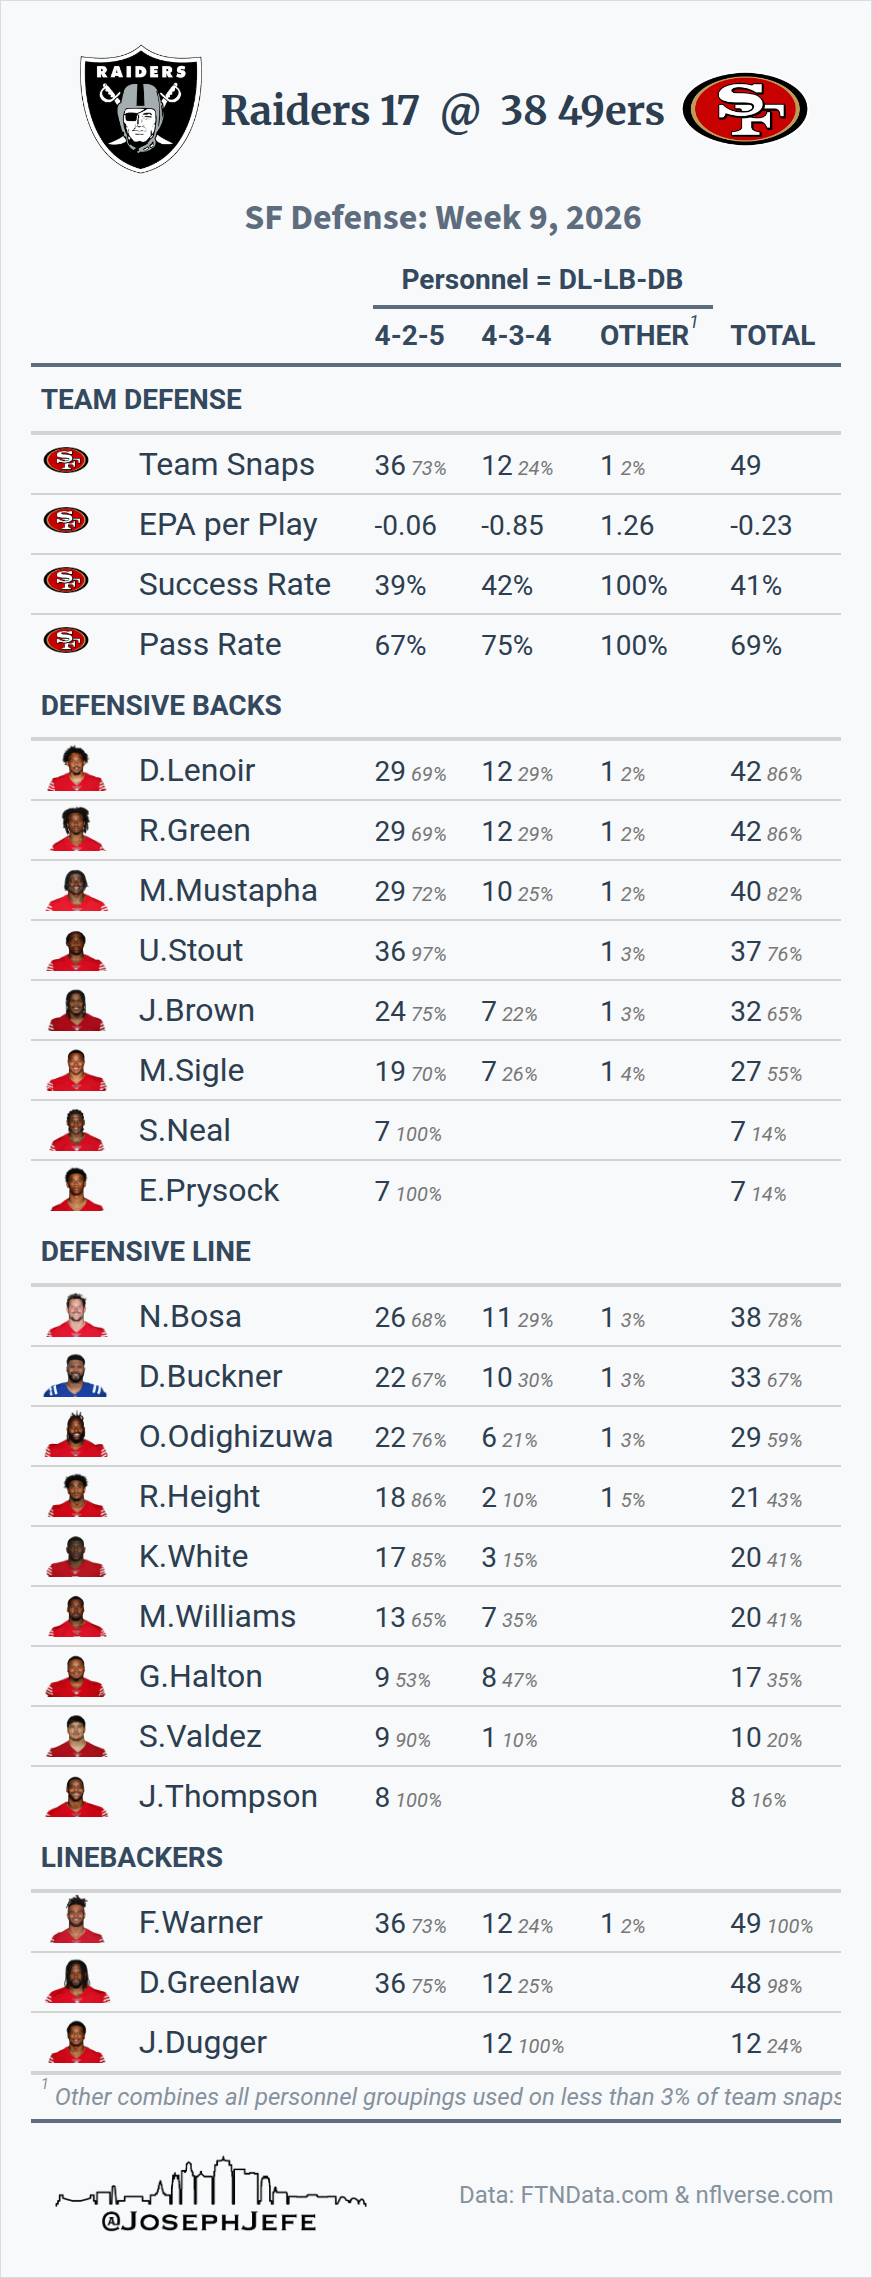 RAIDERS
Raiders 17 @ 38 49ers
SF
SF Defense: Week 9, 2026
Personnel = DL-LB-DB
4-2-5 4-3-4 OTHER1 TOTAL
TEAM DEFENSE
SF Team Snaps 36 73% 12 24% 1 2% 49
SF EPA per Play -0.06 -0.85 1.26 -0.23
SF Success Rate 39% 42% 100% 41%
SF Pass Rate 67% 75% 100% 69%
DEFENSIVE BACKS
D.Lenoir 29 69% 12 29% 1 2% 42 86%
R.Green 29 69% 12 29% 1 2% 42 86%
M.Mustapha 29 72% 10 25% 1 2% 40 82%
U.Stout 36 97% 1 3% 37 76%
J.Brown 24 75% 7 22% 1 3% 32 65%
M.Sigle 19 70% 7 26% 1 4% 27 55%
S.Neal 7 100% 7 14%
E.Prysock 7 100% 7 14%
DEFENSIVE LINE
N.Bosa 26 68% 11 29% 1 3% 38 78%
D.Buckner 22 67% 10 30% 1 3% 33 67%
O.Odighizuwa 22 76% 6 21% 1 3% 29 59%
R.Height 18 86% 2 10% 1 5% 21 43%
K.White 17 85% 3 15% 20 41%
M.Williams 13 65% 7 35% 20 41%
G.Halton 9 53% 8 47% 17 35%
S.Valdez 9 90% 1 10% 10 20%
J.Thompson 8 100% 8 16%
LINEBACKERS
F.Warner 36 73% 12 24% 1 2% 49 100%
D.Greenlaw 36 75% 12 25% 48 98%
J.Dugger 12 100% 12 24%
1 Other combines all personnel groupings used on less than 3% of team snaps
@JOSEPHJEFE
Data: FTNData.com & nflverse.com